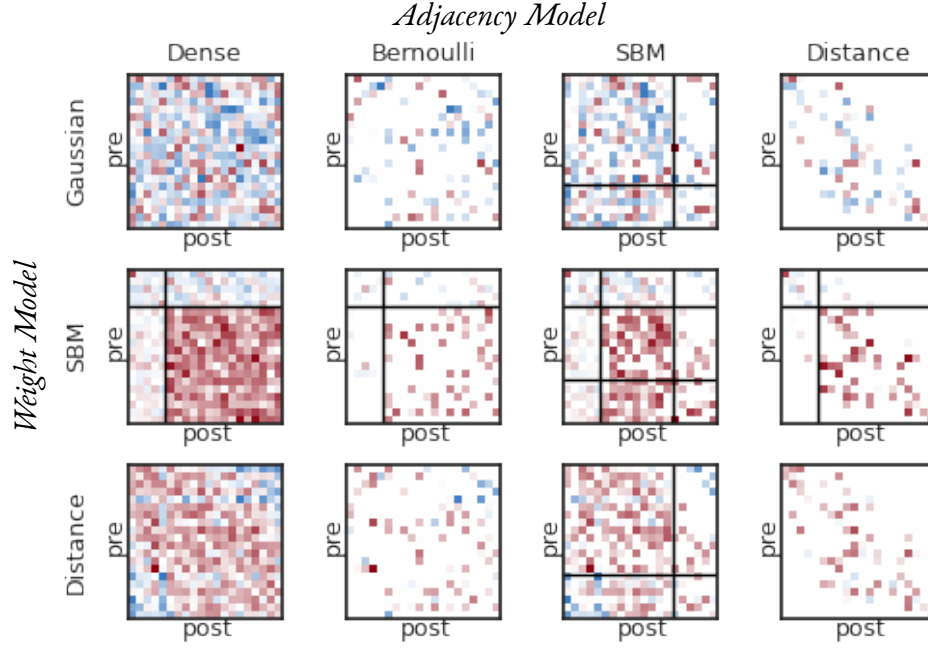 Adjacency Model
Dense Bernoulli SBM Distance
Weight Model
Gaussian
pre pre pre pre
post post post post
SBM
pre pre pre pre
post post post post
Distance
pre pre pre pre
post post post post